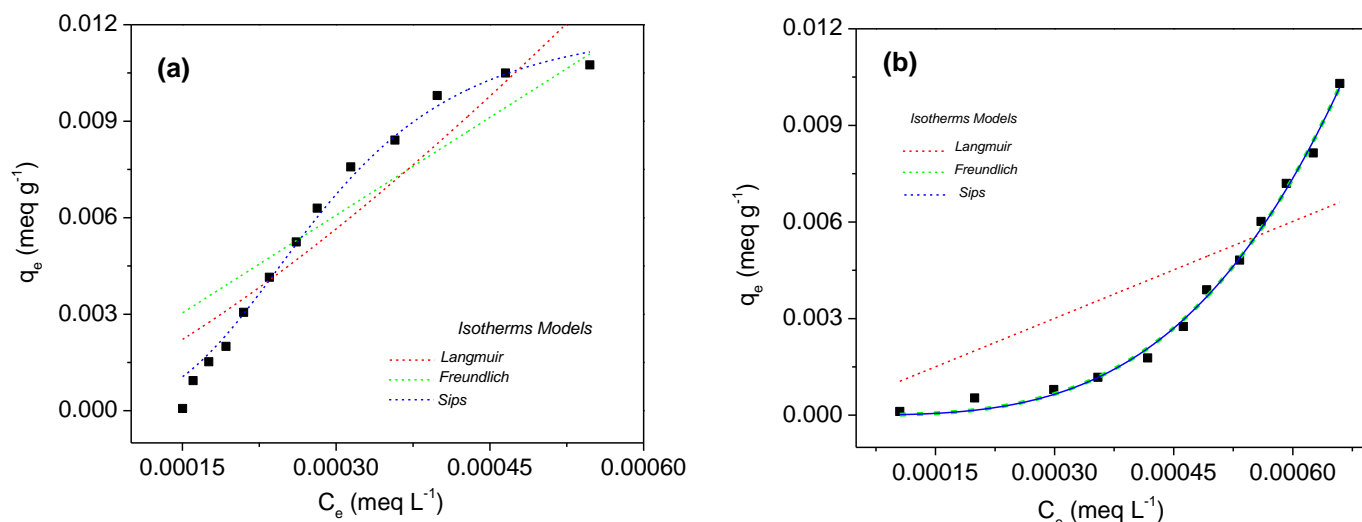 (a)
0.012
0.009
0.006
0.003
0.000
q_e (meq g^-1)
Isotherms Models
Langmuir
Freundlich
Sips
0.00015 0.00030 0.00045 0.00060
C_e (meq L^-1)
(b)
0.012
0.009
0.006
0.003
0.000
q_e (meq g^-1)
Isotherms Models
Langmuir
Freundlich
Sips
0.00015 0.00030 0.00045 0.00060
C_e (meq L^-1)